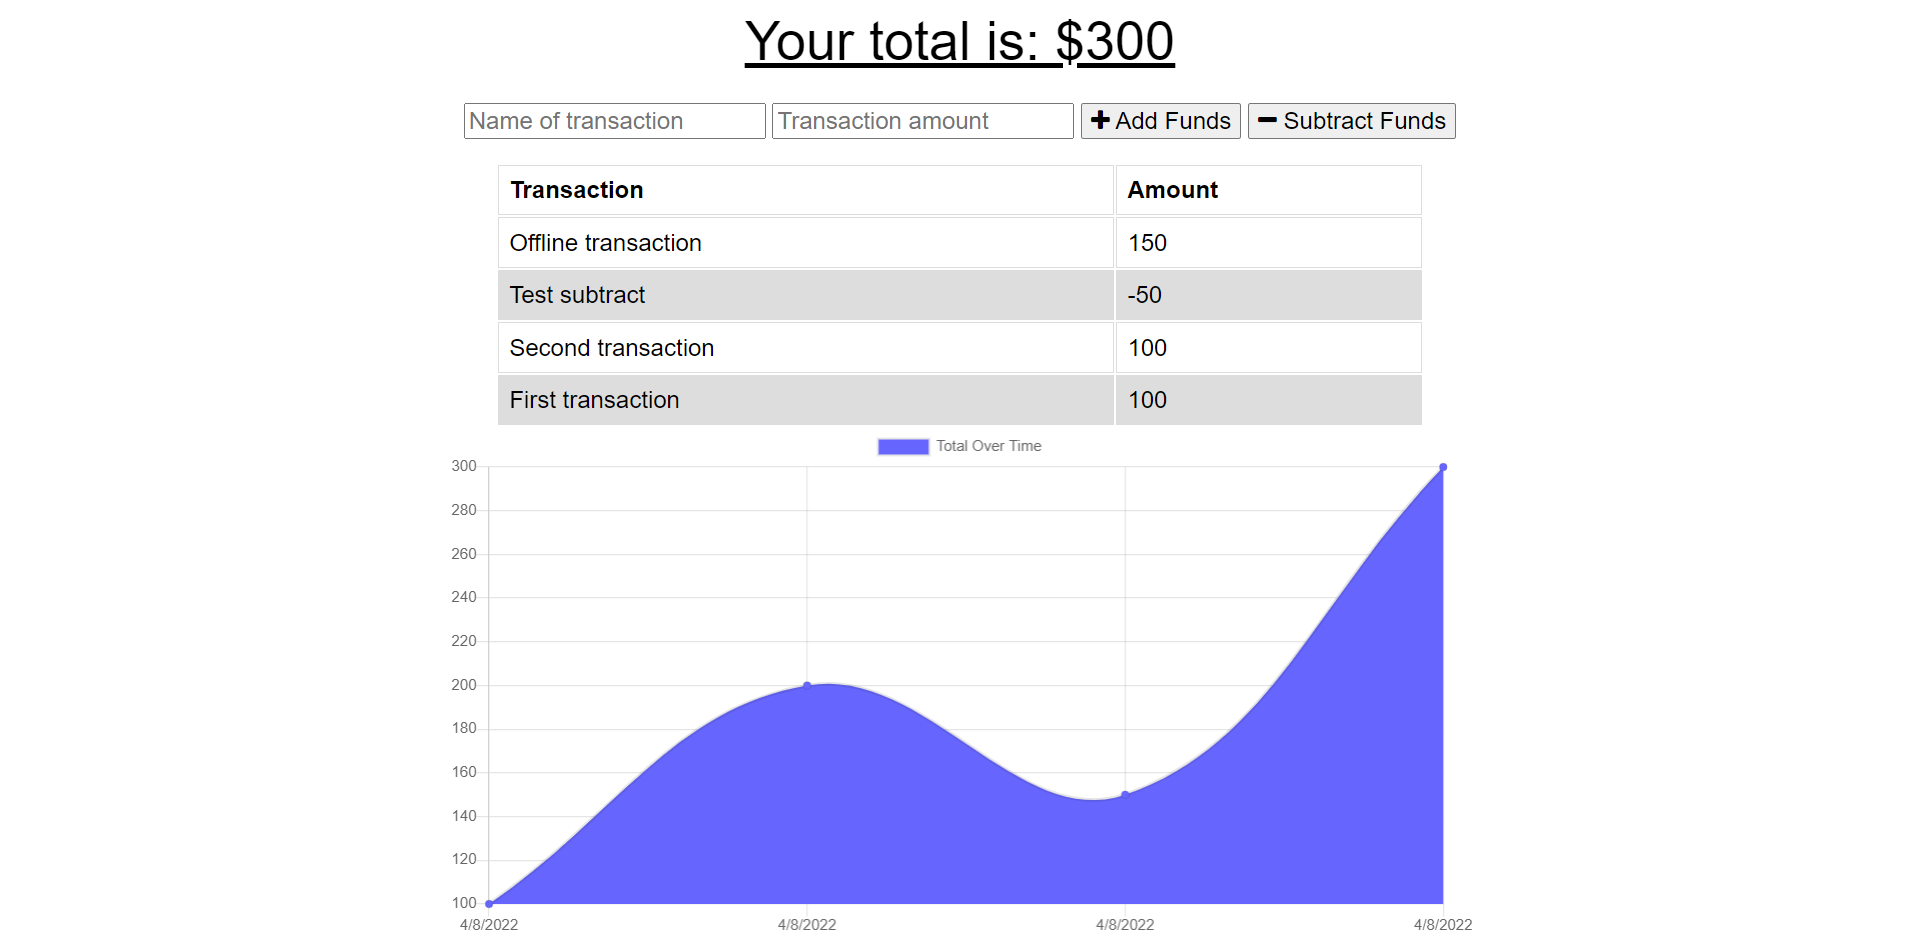 Your total is: $300
Name of transaction Transaction amount Add Funds Subtract Funds
Transaction Amount
Offline transaction 150
Test subtract -50
Second transaction 100
First transaction 100
Total Over Time
300
280
260
240
220
200
180
160
140
120
100
4/8/2022 4/8/2022 4/8/2022 4/8/2022